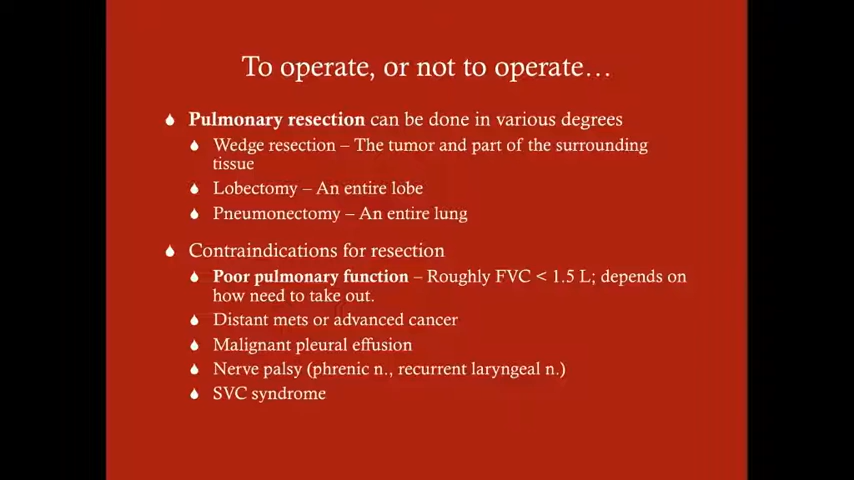 To operate, or not to operate…
Pulmonary resection can be done in various degrees
Wedge resection – The tumor and part of the surrounding
tissue
Lobectomy – An entire lobe
Pneumonectomy – An entire lung
Contraindications for resection
Poor pulmonary function – Roughly FVC < 1.5 L; depends on
how need to take out.
Distant mets or advanced cancer
Malignant pleural effusion
Nerve palsy (phrenic n., recurrent laryngeal n.)
SVC syndrome